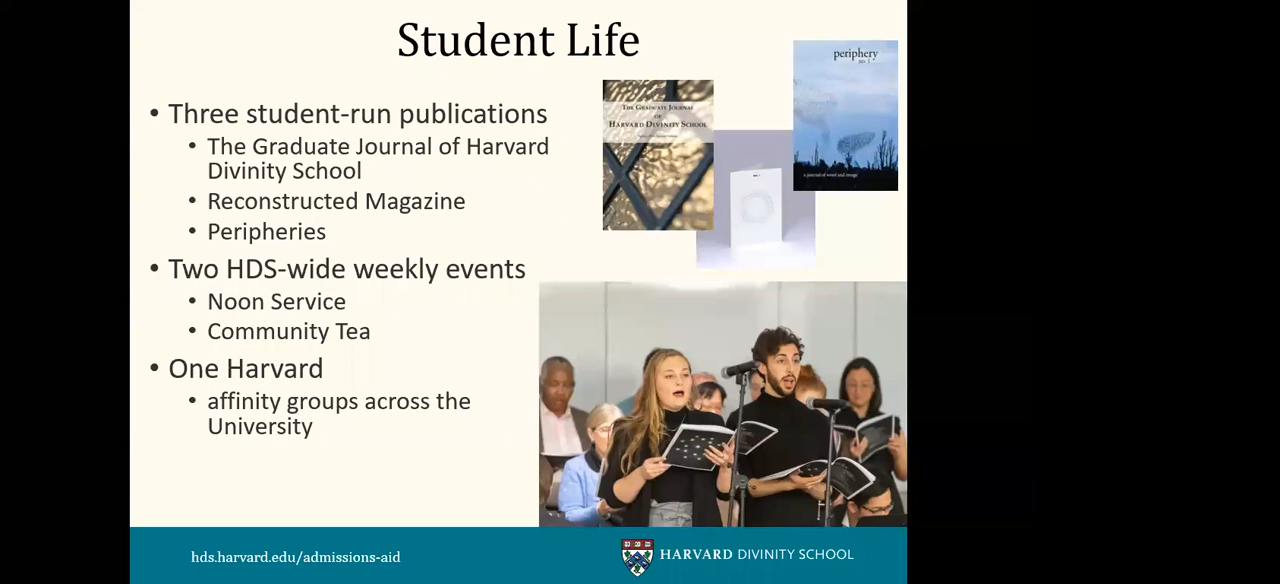 Student Life
• Three student-run publications
• The Graduate Journal of Harvard
Divinity School
• Reconstructed Magazine
• Peripheries
• Two HDS-wide weekly events
• Noon Service
• Community Tea
• One Harvard
• affinity groups across the
University
THE GRADUATE JOURNAL
OF
HARVARD DIVINITY SCHOOL
periphery
a journal of word and image
hds.harvard.edu/admissions-aid
HARVARD DIVINITY SCHOOL